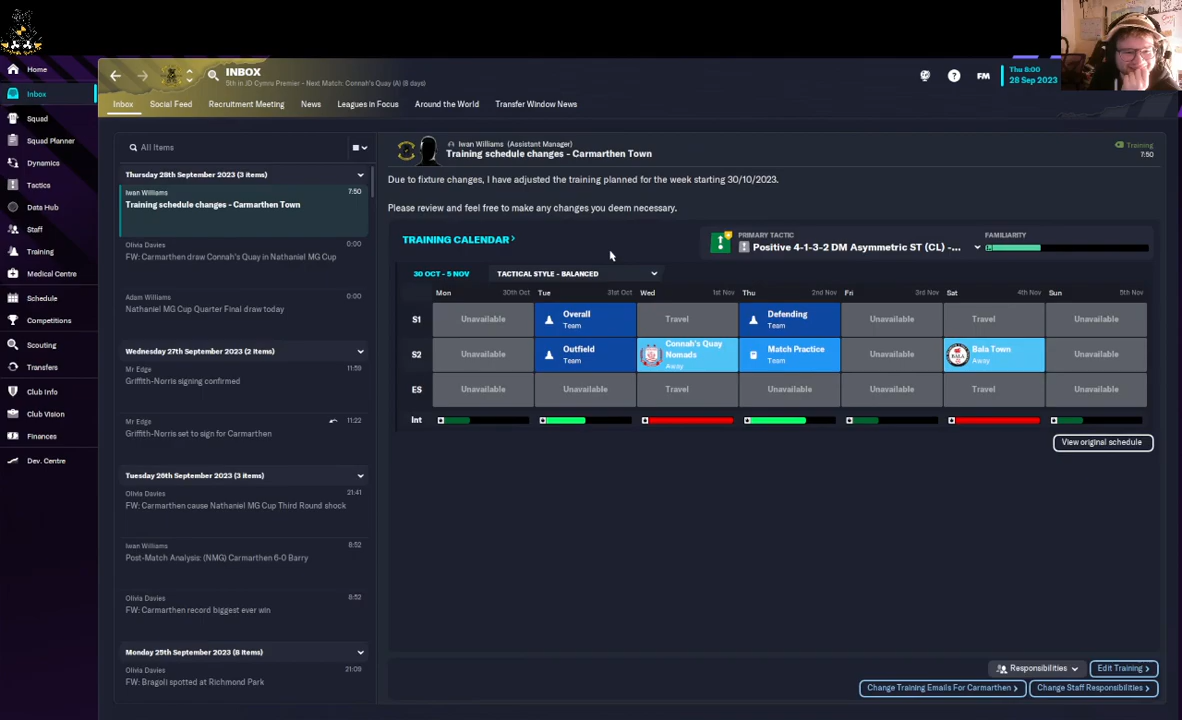 INBOX
5th in JD Cymru Premier - Next Match: Connah's Quay (A) (8 days)
FM
Thu 8:00
28 Sep 2023
Home
Inbox
Squad
Squad Planner
Dynamics
Tactics
Data Hub
Staff
Training
Medical Centre
Schedule
Competitions
Scouting
Transfers
Club Info
Club Vision
Finances
Dev. Centre
Inbox Social Feed Recruitment Meeting News Leagues in Focus Around the World Transfer Window News
All Items
Thursday 28th September 2023 (3 items)
Iwan Williams 7:50
Training schedule changes - Carmarthen Town
Olivia Davies 0:00
FW: Carmarthen draw Connah's Quay in Nathaniel MG Cup
Adam Williams 0:00
Nathaniel MG Cup Quarter Final draw today
Wednesday 27th September 2023 (2 items)
Mr Edge 11:59
Griffith-Norris signing confirmed
Mr Edge 11:22
Griffith-Norris set to sign for Carmarthen
Tuesday 26th September 2023 (3 items)
Olivia Davies 21:41
FW: Carmarthen cause Nathaniel MG Cup Third Round shock
Iwan Williams 8:52
Post-Match Analysis: (NMG) Carmarthen 6-0 Barry
Olivia Davies 8:52
FW: Carmarthen record biggest ever win
Monday 25th September 2023 (8 items)
Olivia Davies 21:09
FW: Bragoli spotted at Richmond Park
Iwan Williams (Assistant Manager)
Training schedule changes - Carmarthen Town
Training
7:50
Due to fixture changes, I have adjusted the training planned for the week starting 30/10/2023.
Please review and feel free to make any changes you deem necessary.
TRAINING CALENDAR
PRIMARY TACTIC
Positive 4-1-3-2 DM Asymmetric ST (CL) -...
FAMILIARITY
30 OCT - 5 NOV TACTICAL STYLE - BALANCED
Mon 30th Oct Tue 31st Oct Wed 1st Nov Thu 2nd Nov Fri 3rd Nov Sat 4th Nov Sun 5th Nov
S1 Unavailable Overall Team Travel Defending Team Unavailable Travel Unavailable
S2 Unavailable Outfield Team Connah's Quay Nomads Away Match Practice Team Unavailable Bala Town Away Unavailable
ES Unavailable Unavailable Travel Unavailable Unavailable Travel Unavailable
Int
View original schedule
Responsibilities Edit Training
Change Training Emails For Carmarthen Change Staff Responsibilities